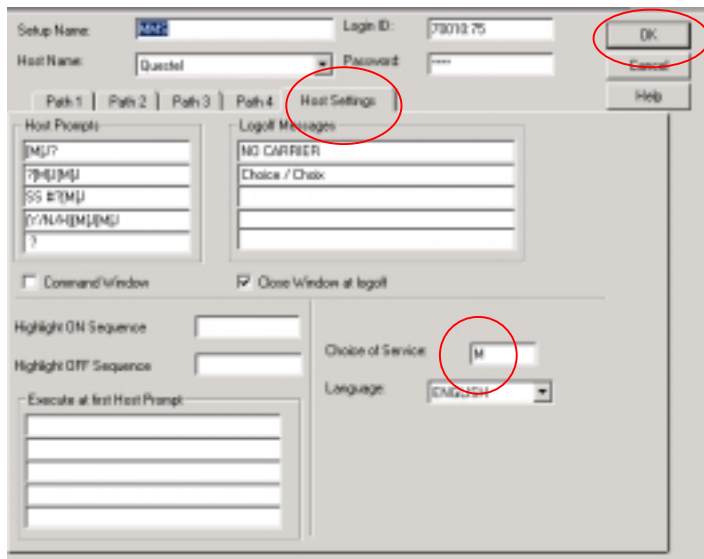 Setup Name: MMS Login ID: 70010.75 OK
Host Name: Questel Password: **** Cancel
Path 1 Path 2 Path 3 Path 4 Host Settings Help
Host Prompts Logoff Messages
[M]J? NO CARRIER
?[M]J[M]J Choice / Choix
SS #?[M]J
?
Command Window Close Window at logoff
Highlight ON Sequence
Highlight OFF Sequence
Choice of Service: M
Language: ENGLISH
Execute at first Host Prompt